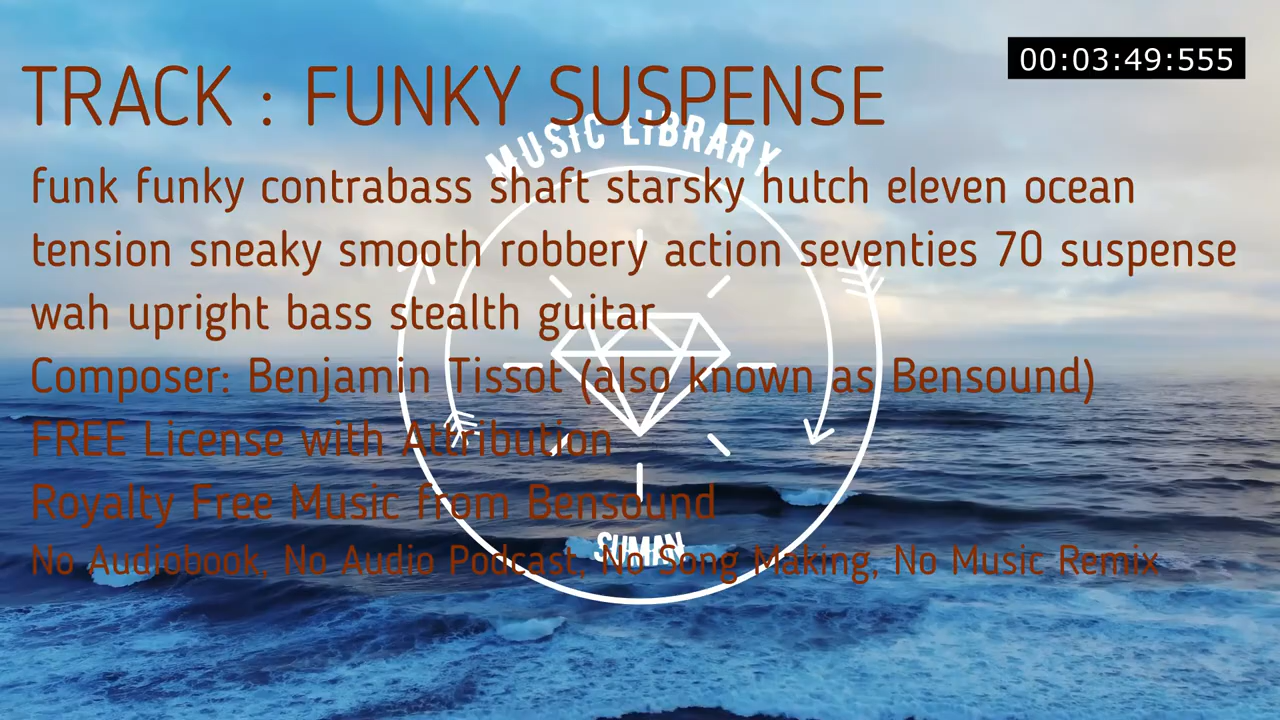 00:03:49:555
TRACK : FUNKY SUSPENSE
MUSIC LIBRARY
funk funky contrabass shaft starsky hutch eleven ocean
tension sneaky smooth robbery action seventies 70 suspense
wah upright bass stealth guitar
Composer: Benjamin Tissot (also known as Bensound)
FREE License with Attribution
Royalty Free Music from Bensound
SUMAN
No Audiobook, No Audio Podcast, No Song Making, No Music Remix